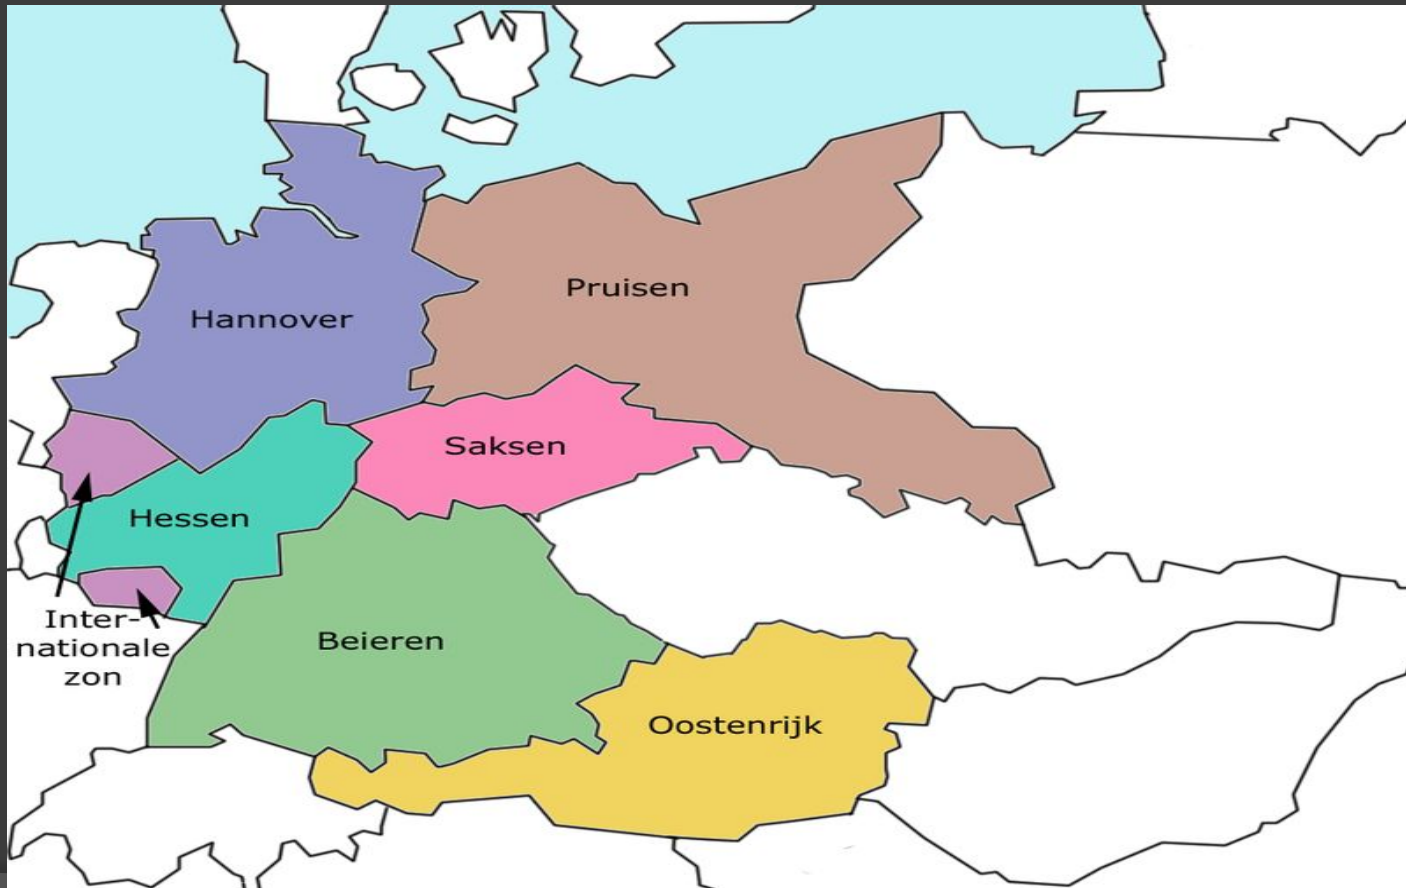 Pruisen
Hannover
Saksen
Hessen
Inter-
nationale
zon
Beieren
Oostenrijk